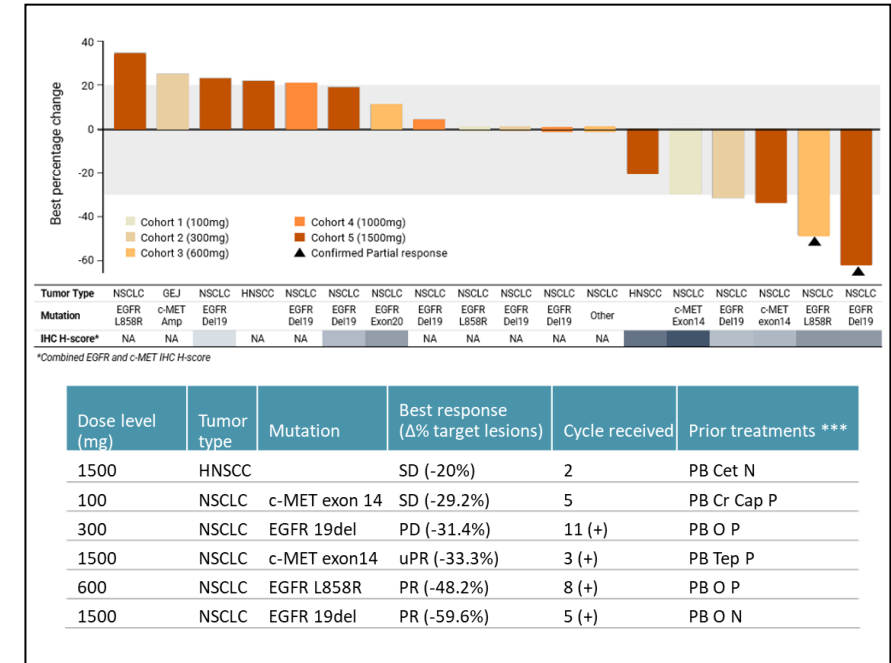 Best percentage change
40
20
0
-20
-40
-60
Cohort 1 (100mg)
Cohort 2 (300mg)
Cohort 3 (600mg)
Cohort 4 (1000mg)
Cohort 5 (1500mg)
Confirmed Partial response
Tumor Type NSCLC GEJ NSCLC HNSCC NSCLC NSCLC NSCLC NSCLC NSCLC NSCLC NSCLC NSCLC HNSCC NSCLC NSCLC NSCLC NSCLC NSCLC
Mutation EGFR L858R c-MET Amp EGFR Del19 EGFR Del19 EGFR Del19 EGFR Exon20 EGFR Del19 EGFR L858R EGFR Del19 EGFR Del19 Other c-MET Exon14 EGFR Del19 c-MET exon14 EGFR L858R EGFR Del19
IHC H-score* NA NA NA NA NA NA NA NA NA
*Combined EGFR and c-MET IHC H-score
Dose level (mg) Tumor type Mutation Best response (Δ% target lesions) Cycle received Prior treatments ***
1500 HNSCC SD (-20%) 2 PB Cet N
100 NSCLC c-MET exon 14 SD (-29.2%) 5 PB Cr Cap P
300 NSCLC EGFR 19del PD (-31.4%) 11 (+) PB O P
1500 NSCLC c-MET exon14 uPR (-33.3%) 3 (+) PB Tep P
600 NSCLC EGFR L858R PR (-48.2%) 8 (+) PB O P
1500 NSCLC EGFR 19del PR (-59.6%) 5 (+) PB O N